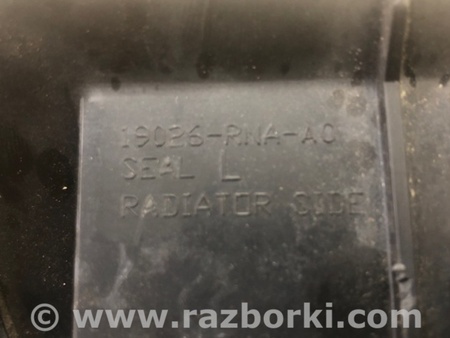 19026-RNA-A0
SEAL L
RADIATOR SIDE
© www.razborki.com